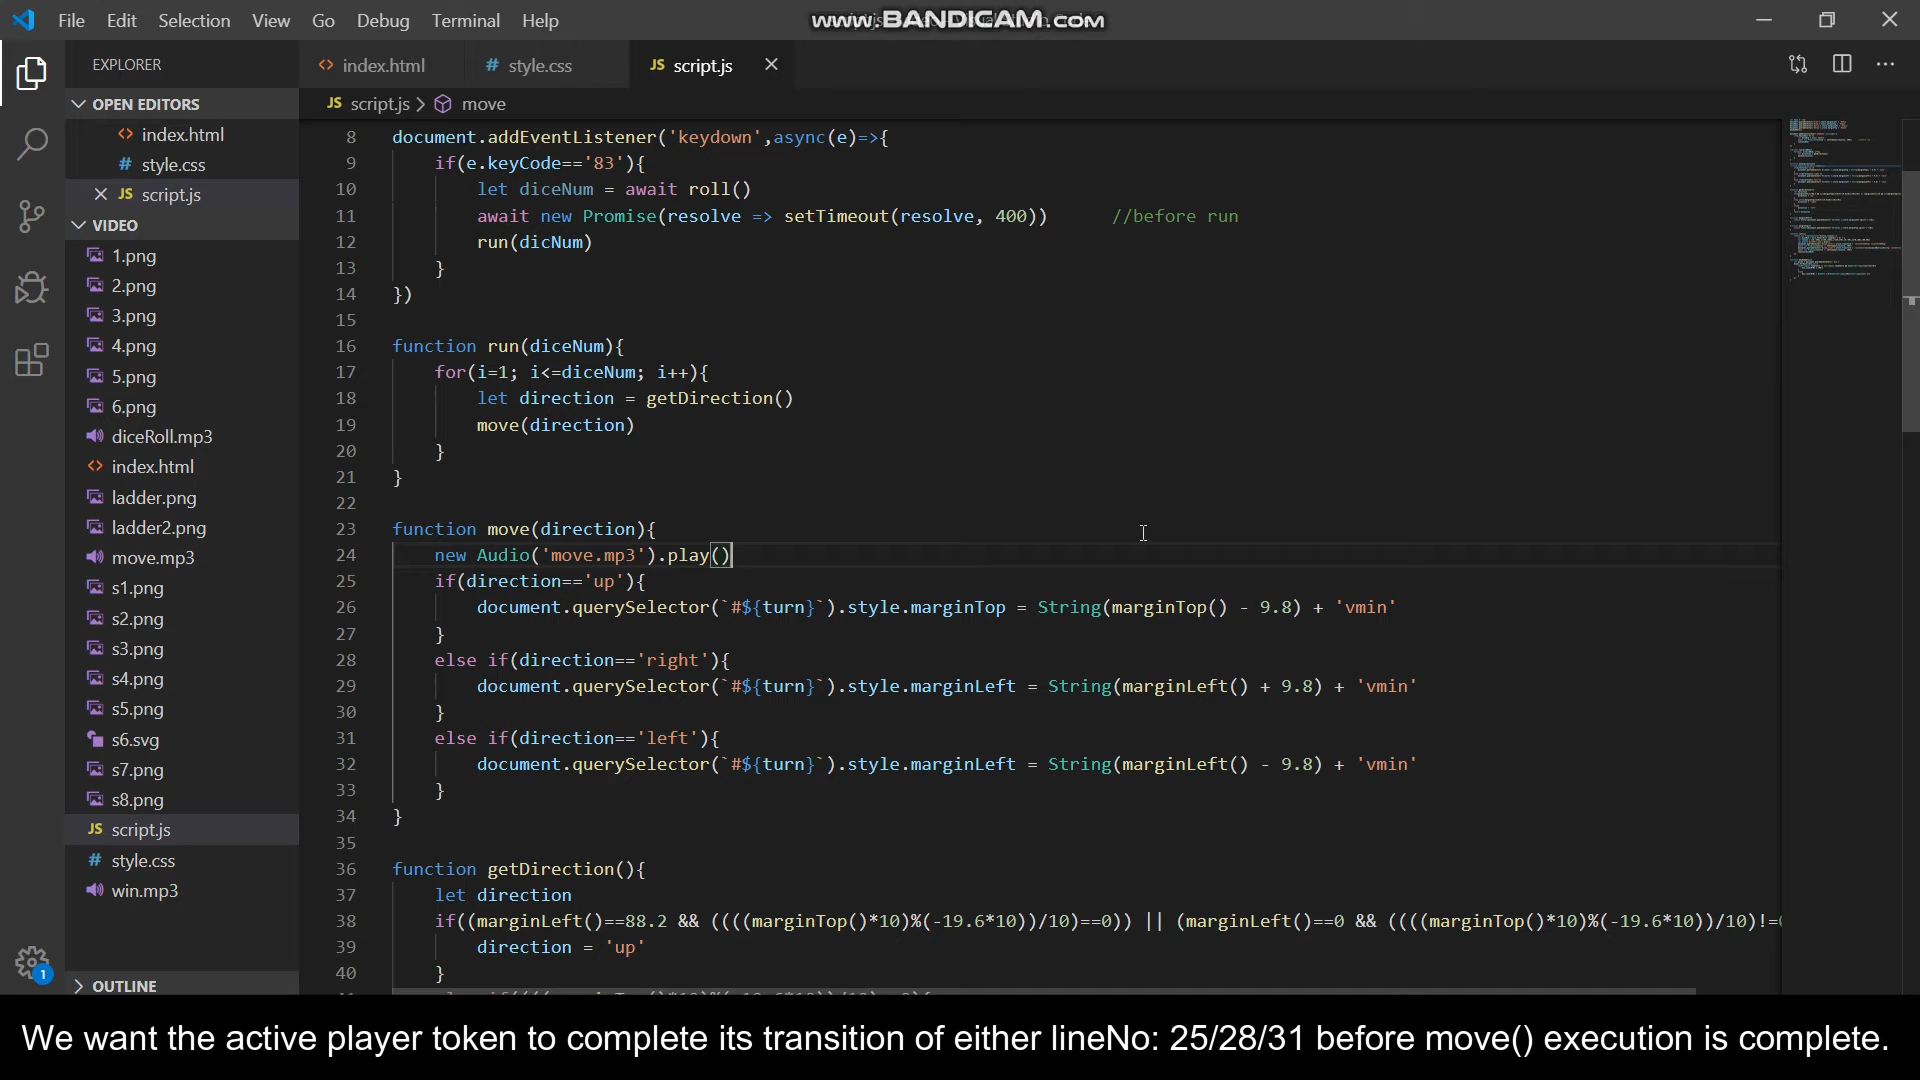 File Edit Selection View Go Debug Terminal Help
www.BANDICAM.com
EXPLORER
OPEN EDITORS
index.html
style.css
script.js
VIDEO
1.png
2.png
3.png
4.png
5.png
6.png
diceRoll.mp3
index.html
ladder.png
ladder2.png
move.mp3
s1.png
s2.png
s3.png
s4.png
s5.png
s6.svg
s7.png
s8.png
JS script.js
# style.css
win.mp3
OUTLINE
1
<> index.html # style.css JS script.js
JS script.js > move
8 document.addEventListener('keydown',async(e)=>{
9 if(e.keyCode=='83'){
10 let diceNum = await roll()
11 await new Promise(resolve => setTimeout(resolve, 400)) //before run
12 run(dicNum)
13 }
14 })
15
16 function run(diceNum){
17 for(i=1; i<=diceNum; i++){
18 let direction = getDirection()
19 move(direction)
20 }
21 }
22
23 function move(direction){
24 new Audio('move.mp3').play()
25 if(direction=='up'){
26 document.querySelector(`#${turn}`).style.marginTop = String(marginTop() - 9.8) + 'vmin'
27 }
28 else if(direction=='right'){
29 document.querySelector(`#${turn}`).style.marginLeft = String(marginLeft() + 9.8) + 'vmin'
30 }
31 else if(direction=='left'){
32 document.querySelector(`#${turn}`).style.marginLeft = String(marginLeft() - 9.8) + 'vmin'
33 }
34 }
35
36 function getDirection(){
37 let direction
38 if((marginLeft()==88.2 && ((((marginTop()*10)%(-19.6*10))/10)==0)) || (marginLeft()==0 && ((((marginTop()*10)%(-19.6*10))/10)!=
39 direction = 'up'
40 }
We want the active player token to complete its transition of either lineNo: 25/28/31 before move() execution is complete.